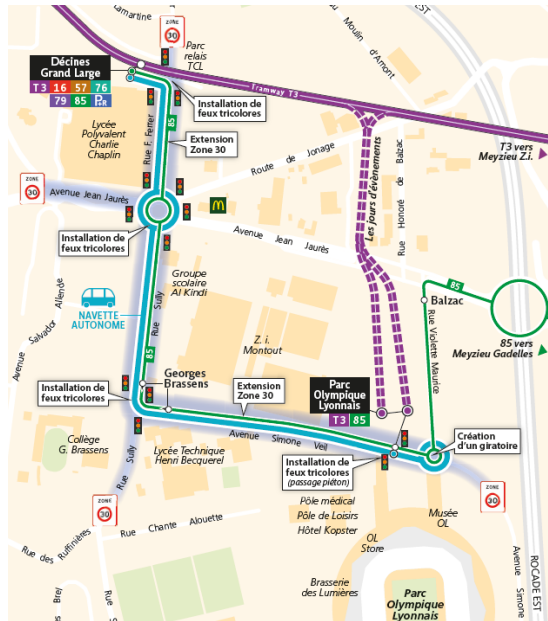 Lamartine
ZONE
30
Parc
relais
TCL
du
Moulin
d'Amont
ROCADE EST
Décines
Grand Large
T3 16 57 76
79 85 P+R
Tramway T3
Installation de
feux tricolores
85
Rue F. Ferrer
Extension
Zone 30
Lycée
Polyvalent
Charlie
Chaplin
T3 vers
Meyzieu Z.i.
Route de Jonage
Les jours d'évènements
Rue Honoré de Balzac
ZONE
30
Avenue Jean Jaurès
M
Installation de
feux tricolores
Avenue Jean Jaurès
Groupe
scolaire
Al Kindi
85
Balzac
NAVETTE
AUTONOME
Rue Sully
Avenue Salvador Allende
Rue Violette Maurice
85 vers
Meyzieu Gadelles
Z. i.
Montout
85
Georges
Brassens
Parc
Olympique
Lyonnais
T3 85
Installation de
feux tricolores
Extension
Zone 30
85
Avenue Simone Veil
Création
d'un giratoire
Collège
G. Brassens
Rue Sully
Lycée Technique
Henri Becquerel
Installation de
feux tricolores
(passage piéton)
ZONE
30
ZONE
30
Pôle médical
Pôle de Loisirs
Hôtel Kopster
Musée
OL
Rue Chante Alouette
Rue des Ruffinières
OL
Store
Brasserie
des Lumières
Parc
Olympique
Lyonnais
Rue Brel
Avenue Simone
ROCADE EST